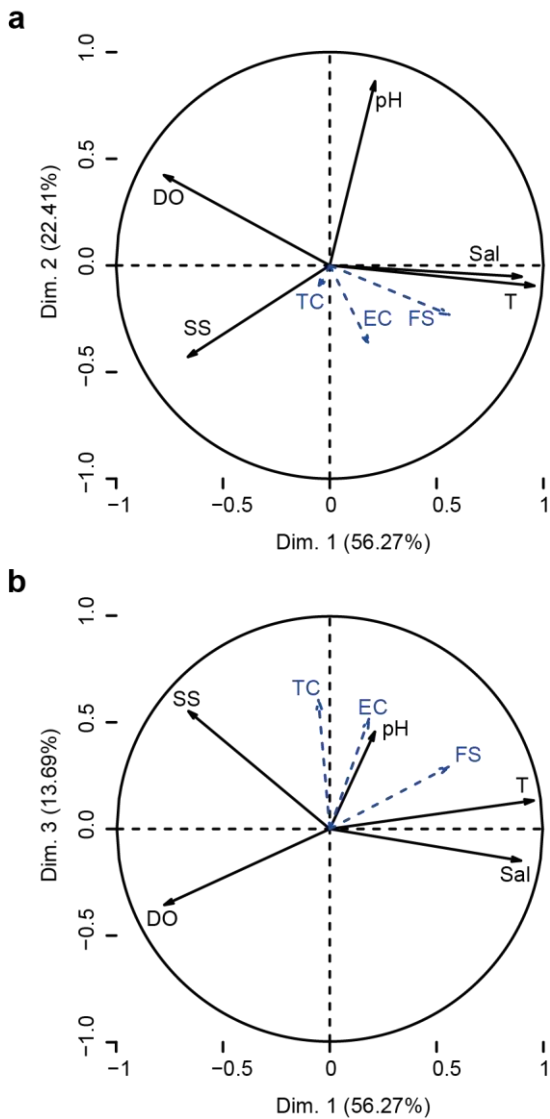 a
1.0
pH
0.5
DO
Dim. 2 (22.41%)
Sal
0.0
T
TC
EC
FS
SS
−0.5
−1.0
−1
−0.5
0
0.5
1
Dim. 1 (56.27%)
b
1.0
TC
SS
EC
0.5
pH
FS
T
Dim. 3 (13.69%)
0.0
Sal
DO
−0.5
−1.0
−1
−0.5
0
0.5
1
Dim. 1 (56.27%)